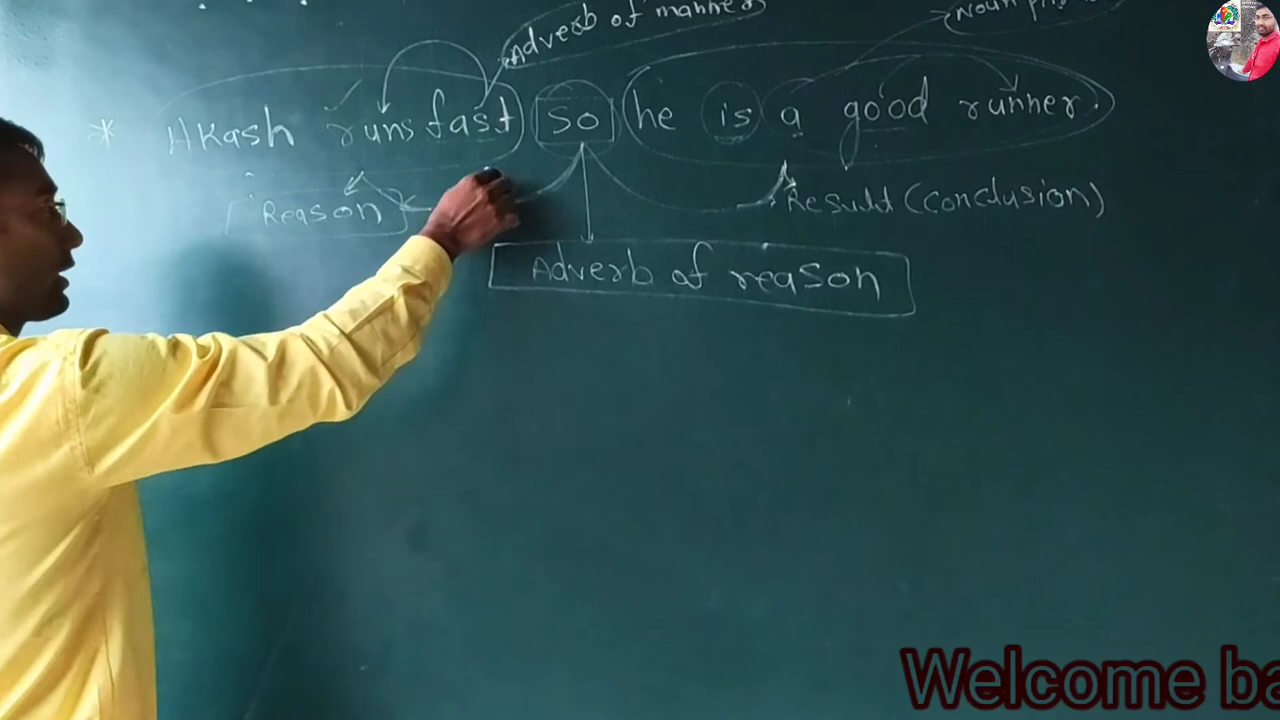 Adverb of manner
Noun
* Akash runs fast so he is a good runner.
Reason
Result (conclusion)
Adverb of reason
Welcome ba